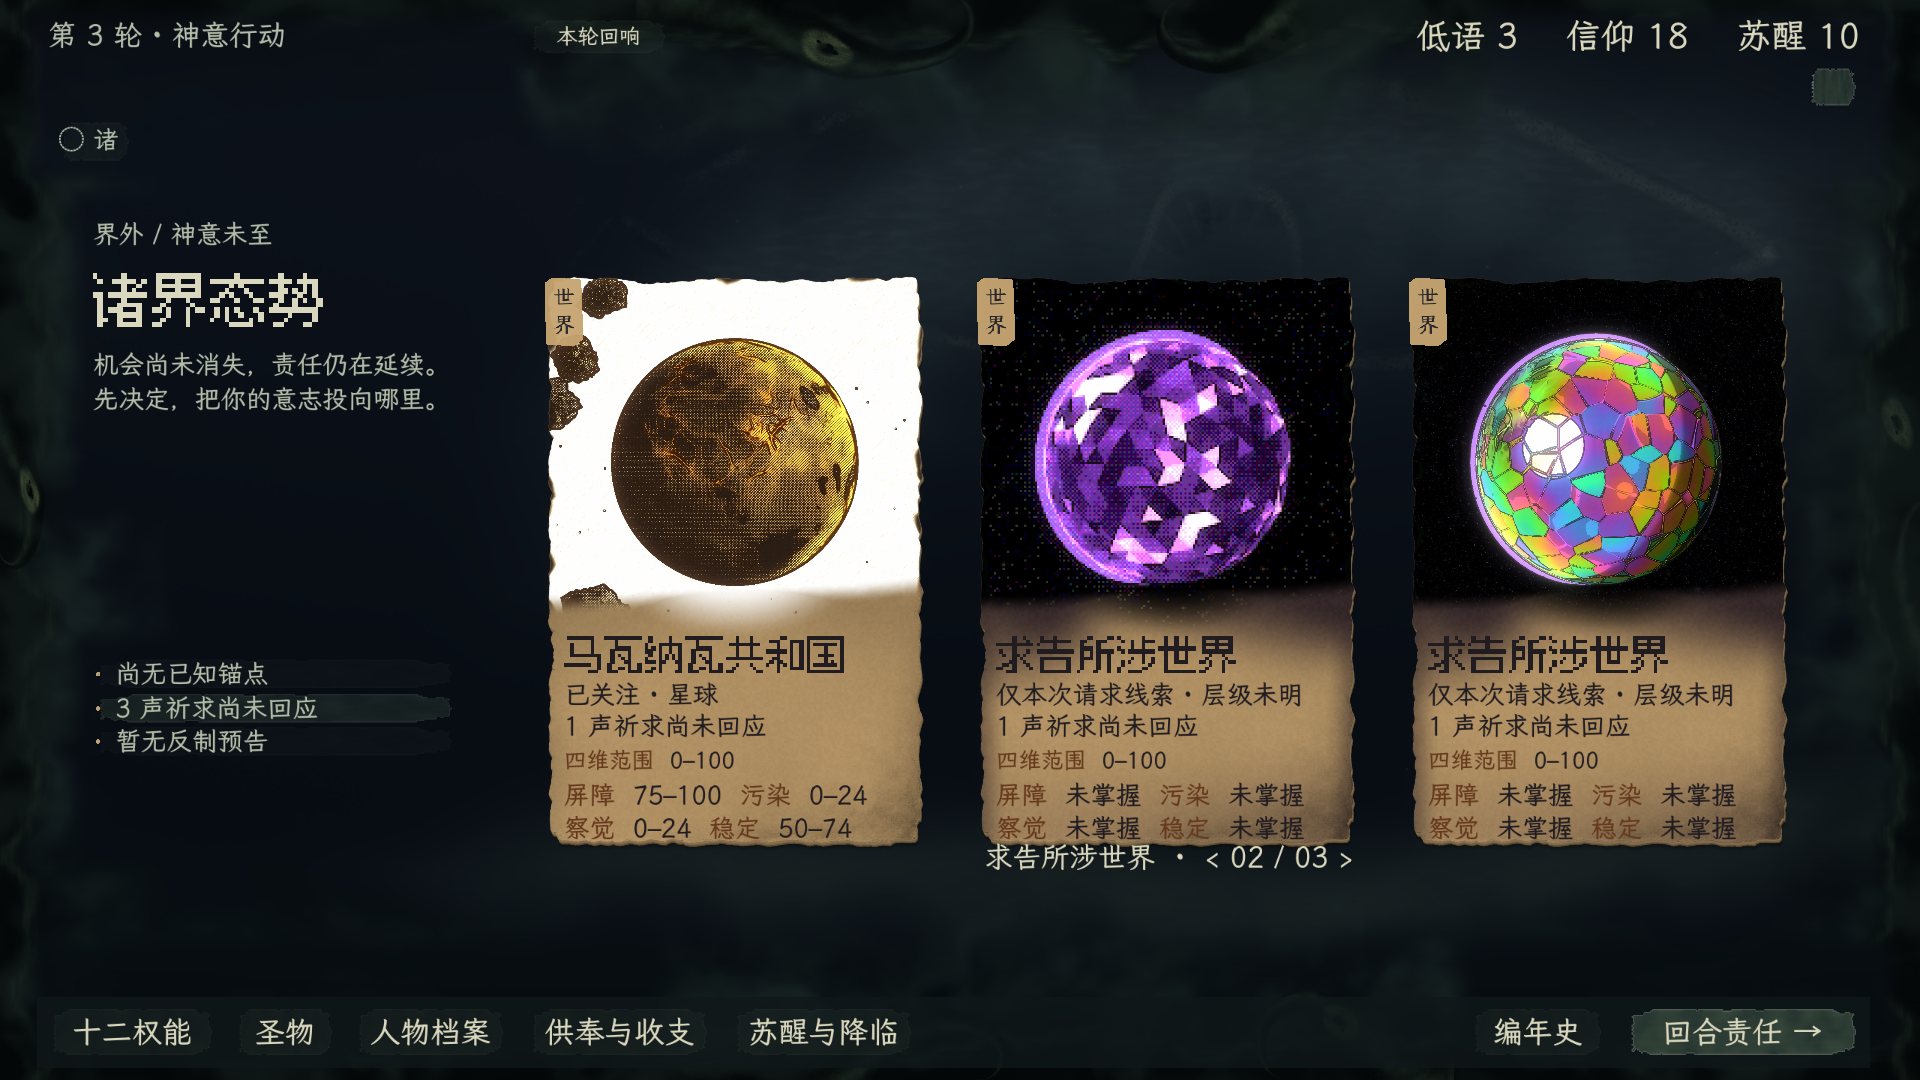 第 3 轮・神意行动
本轮回响
低语 3 信仰 18 苏醒 10
诸
界外 / 神意未至
诸界态势
机会尚未消失，责任仍在延续。
先决定，把你的意志投向哪里。
・ 尚无已知锚点
・ 3 声祈求尚未回应
・ 暂无反制预告
世界
马瓦纳瓦共和国
已关注・星球
1 声祈求尚未回应
四维范围 0–100
屏障 75–100 污染 0–24
察觉 0–24 稳定 50–74
世界
求告所涉世界
仅本次请求线索・层级未明
1 声祈求尚未回应
四维范围 0–100
屏障 未掌握 污染 未掌握
察觉 未掌握 稳定 未掌握
世界
求告所涉世界
仅本次请求线索・层级未明
1 声祈求尚未回应
四维范围 0–100
屏障 未掌握 污染 未掌握
察觉 未掌握 稳定 未掌握
求告所涉世界 ・ < 02 / 03 >
十二权能 圣物 人物档案 供奉与收支 苏醒与降临 编年史 回合责任 →